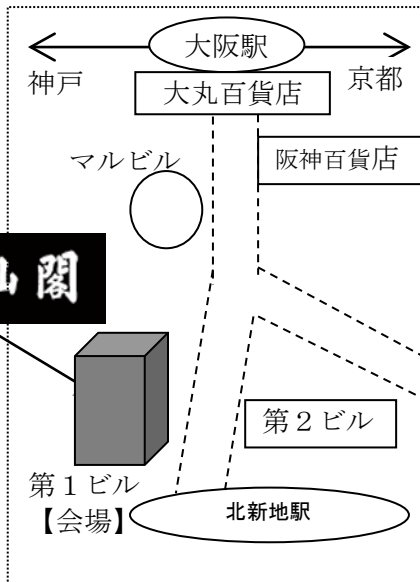 大阪駅
神戸
京都
大丸百貨店
マルビル
阪神百貨店
閣
第２ビル
第１ビル
【会場】
北新地駅